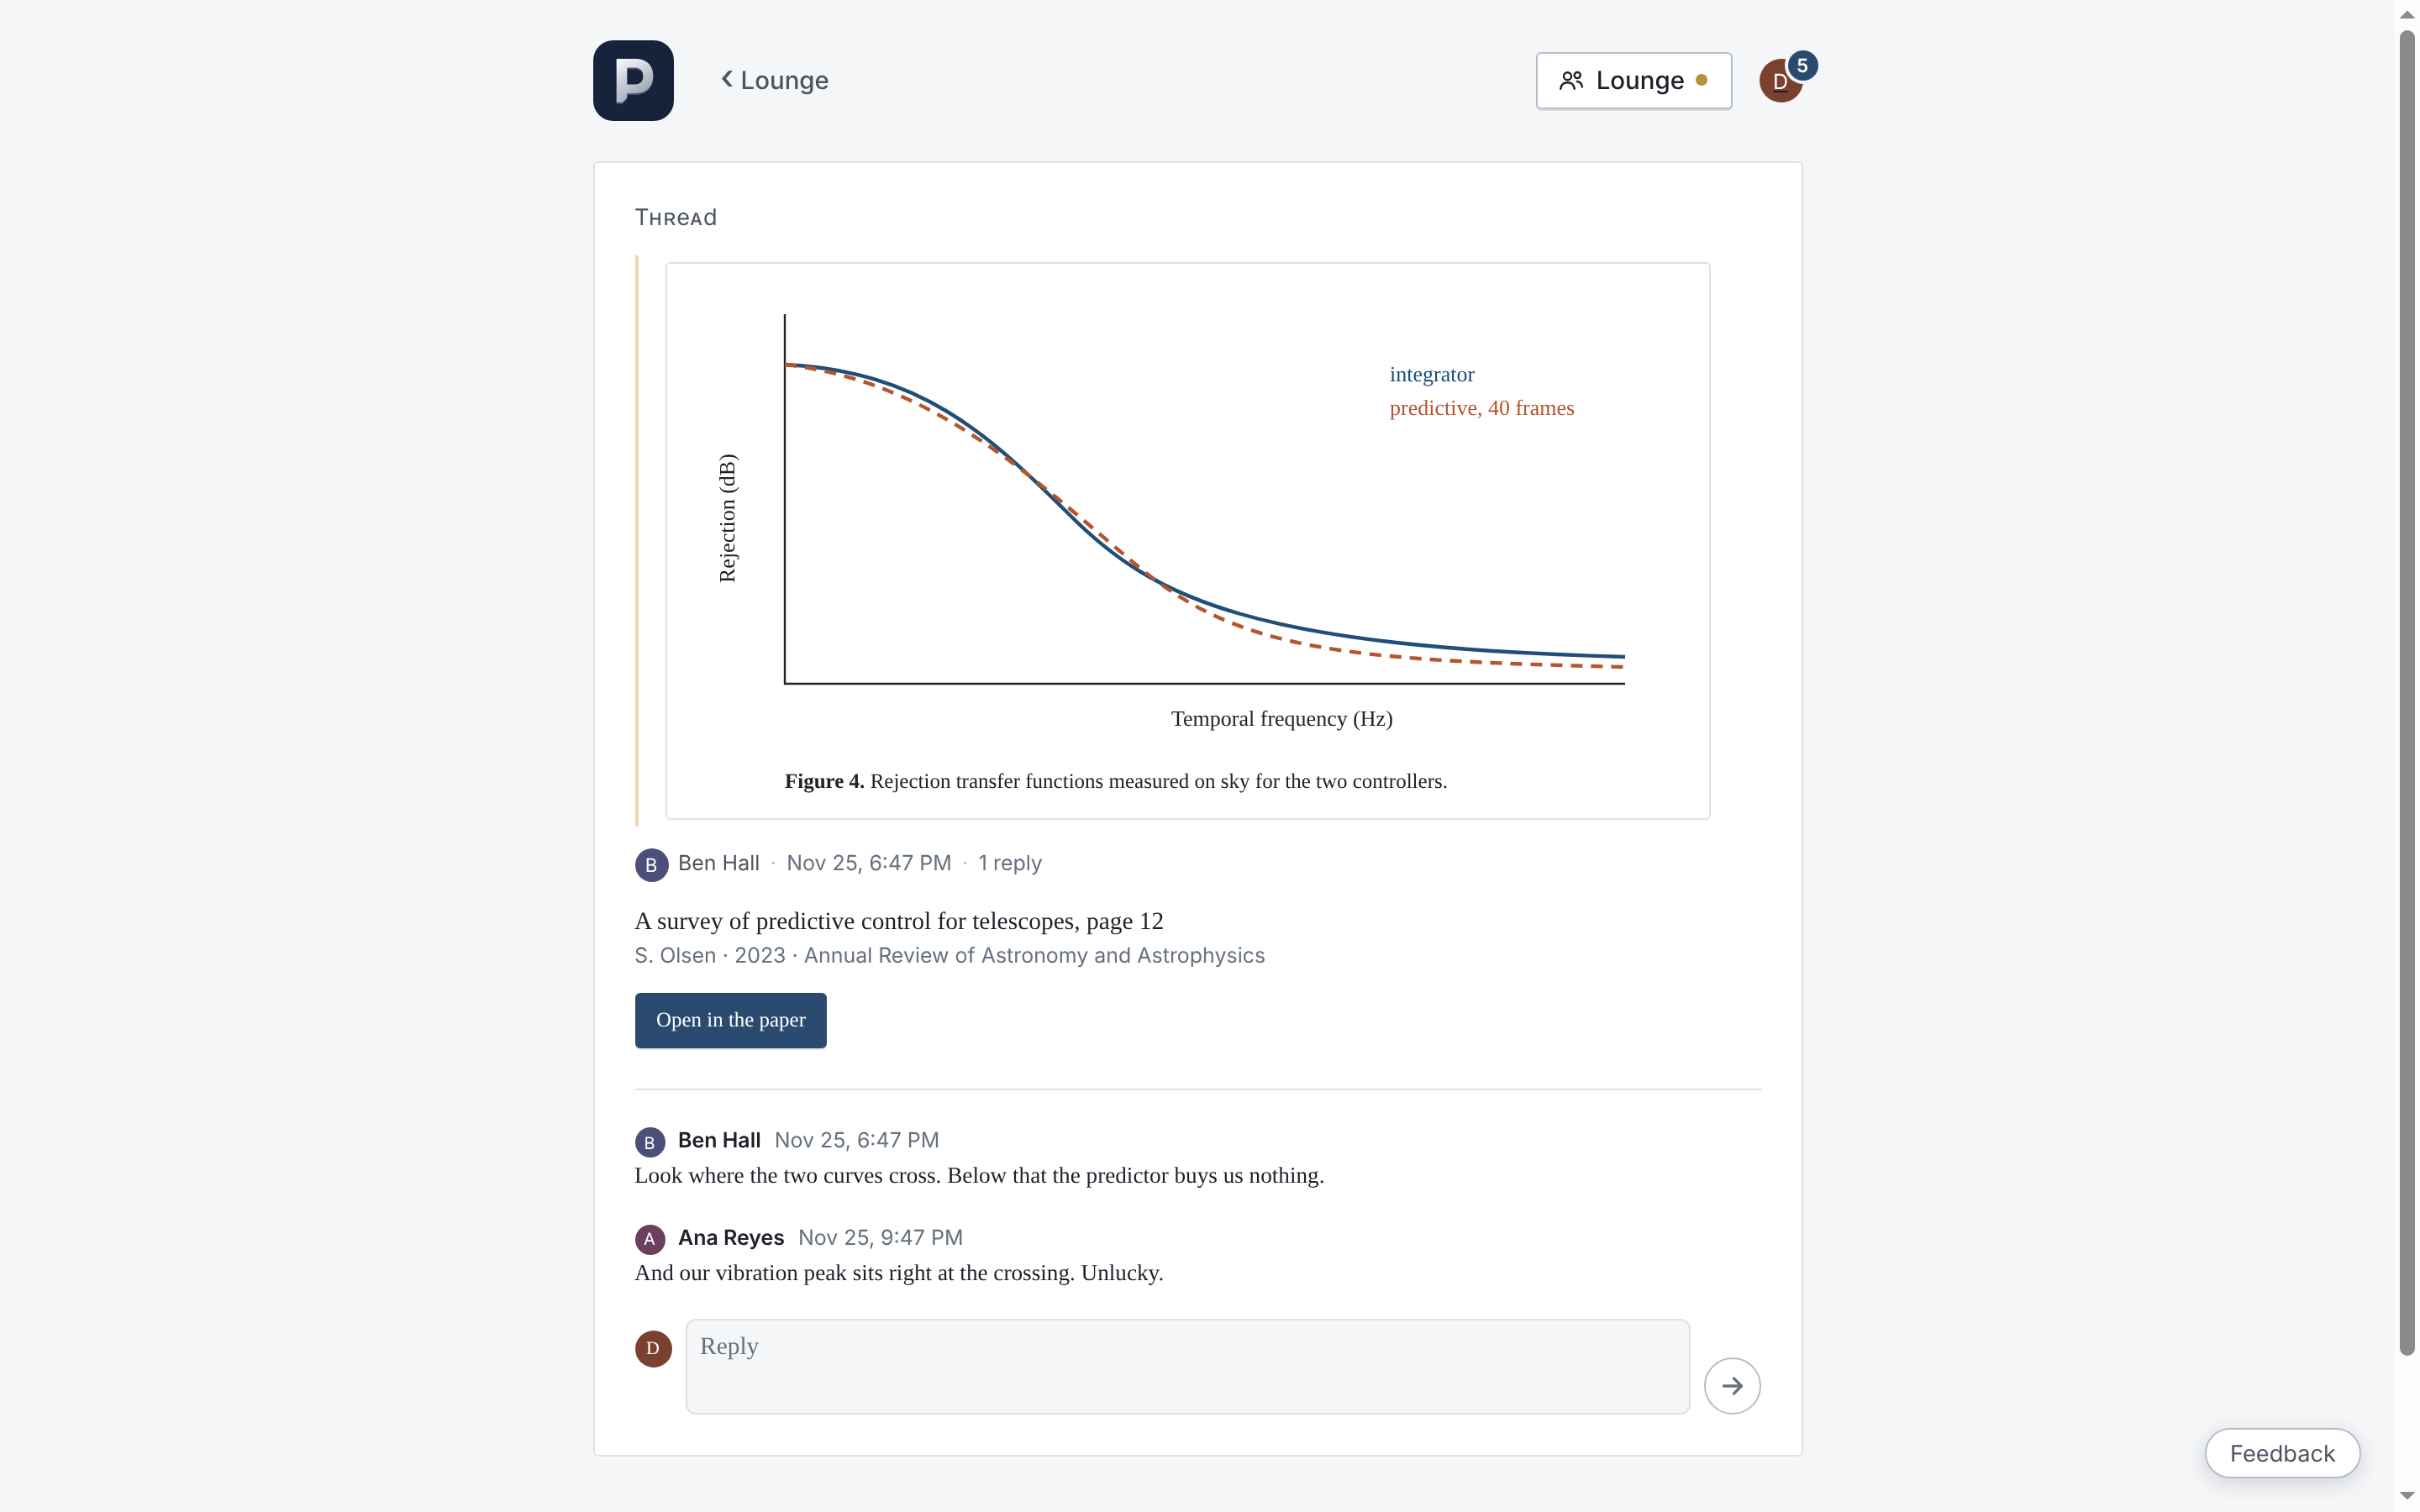 P
Lounge
Lounge
D
5
Thread
integrator
predictive, 40 frames
Rejection (dB)
Temporal frequency (Hz)
Figure 4. Rejection transfer functions measured on sky for the two controllers.
B
Ben Hall · Nov 25, 6:47 PM · 1 reply
A survey of predictive control for telescopes, page 12
S. Olsen · 2023 · Annual Review of Astronomy and Astrophysics
Open in the paper
B
Ben Hall Nov 25, 6:47 PM
Look where the two curves cross. Below that the predictor buys us nothing.
A
Ana Reyes Nov 25, 9:47 PM
And our vibration peak sits right at the crossing. Unlucky.
D
Reply
Feedback